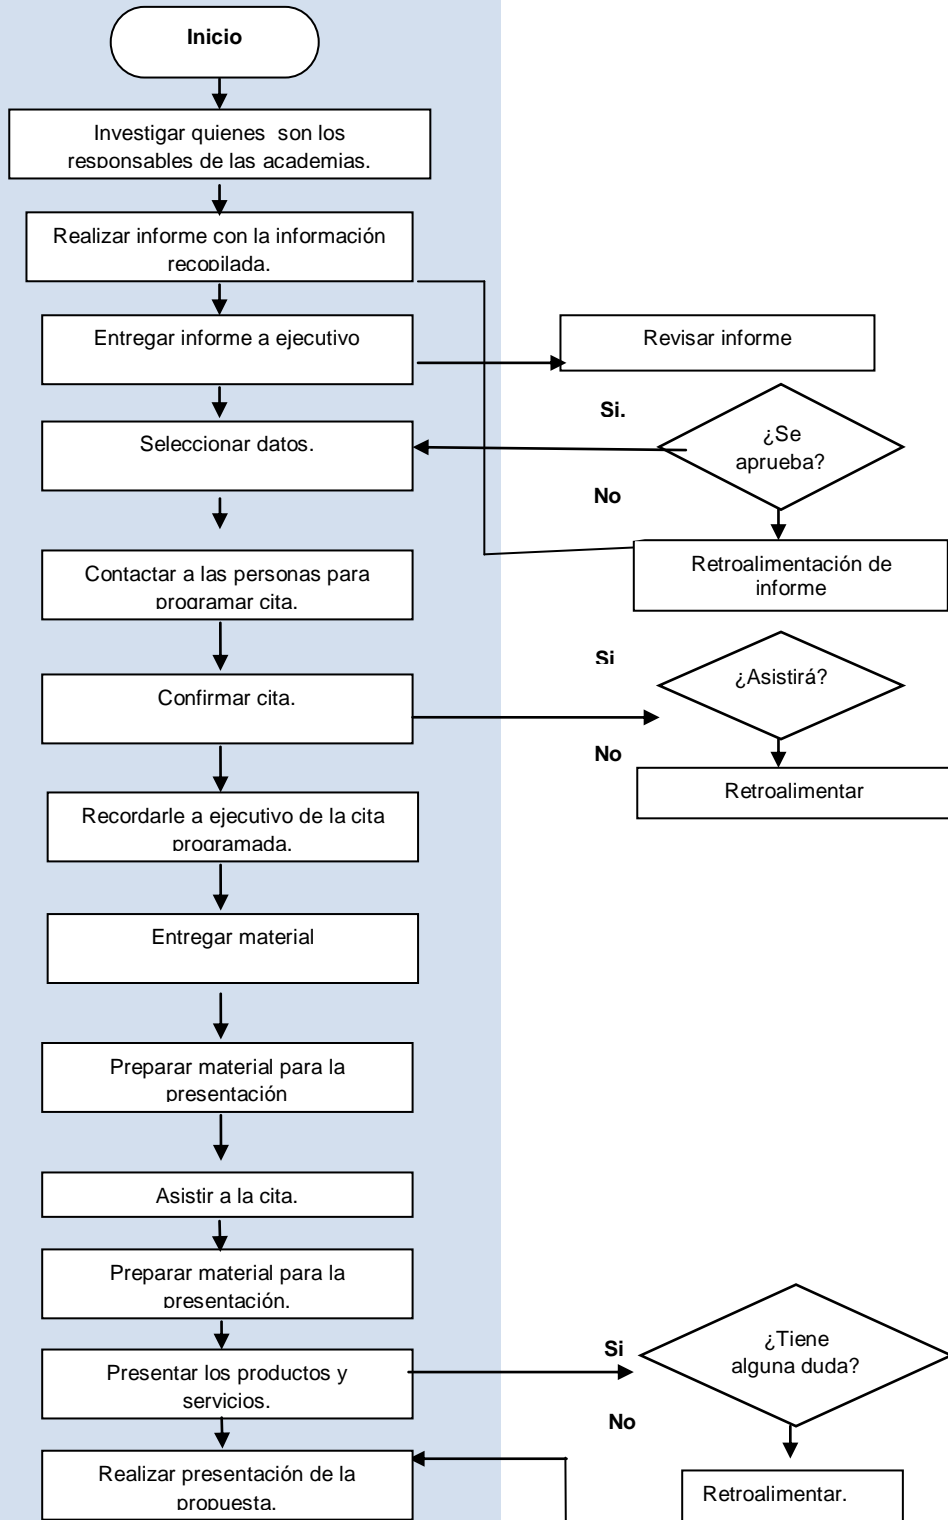 Inicio
Investigar quienes son los
responsables de las academias.
Realizar informe con la información
recopilada.
Entregar informe a ejecutivo
Revisar informe
Si.
¿Se
aprueba?
Seleccionar datos.
No
Retroalimentación de
informe
Contactar a las personas para
programar cita.
Si
¿Asistirá?
Confirmar cita.
No
Retroalimentar
Recordarle a ejecutivo de la cita
programada.
Entregar material
Preparar material para la
presentación
Asistir a la cita.
Preparar material para la
presentación.
Si
¿Tiene
alguna duda?
Presentar los productos y
servicios.
No
Realizar presentación de la
propuesta.
Retroalimentar.